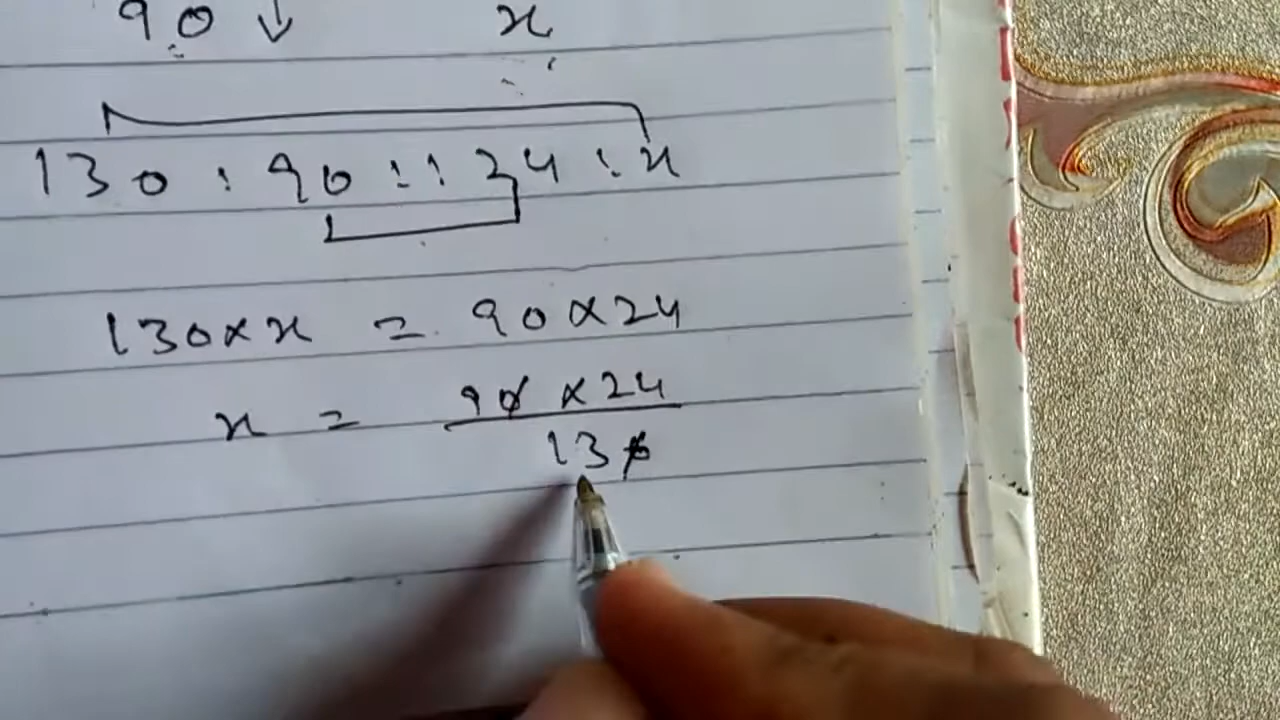 90 ↓ x
130 : 90 :: 24 : x
130 × x = 90 × 24
x = 90 × 24
130